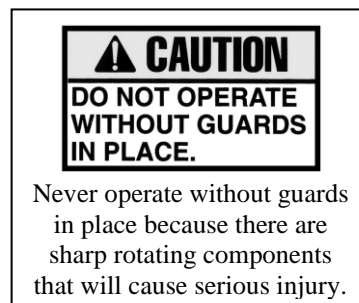 CAUTION
DO NOT OPERATE
WITHOUT GUARDS
IN PLACE.
Never operate without guards
in place because there are
sharp rotating components
that will cause serious injury.